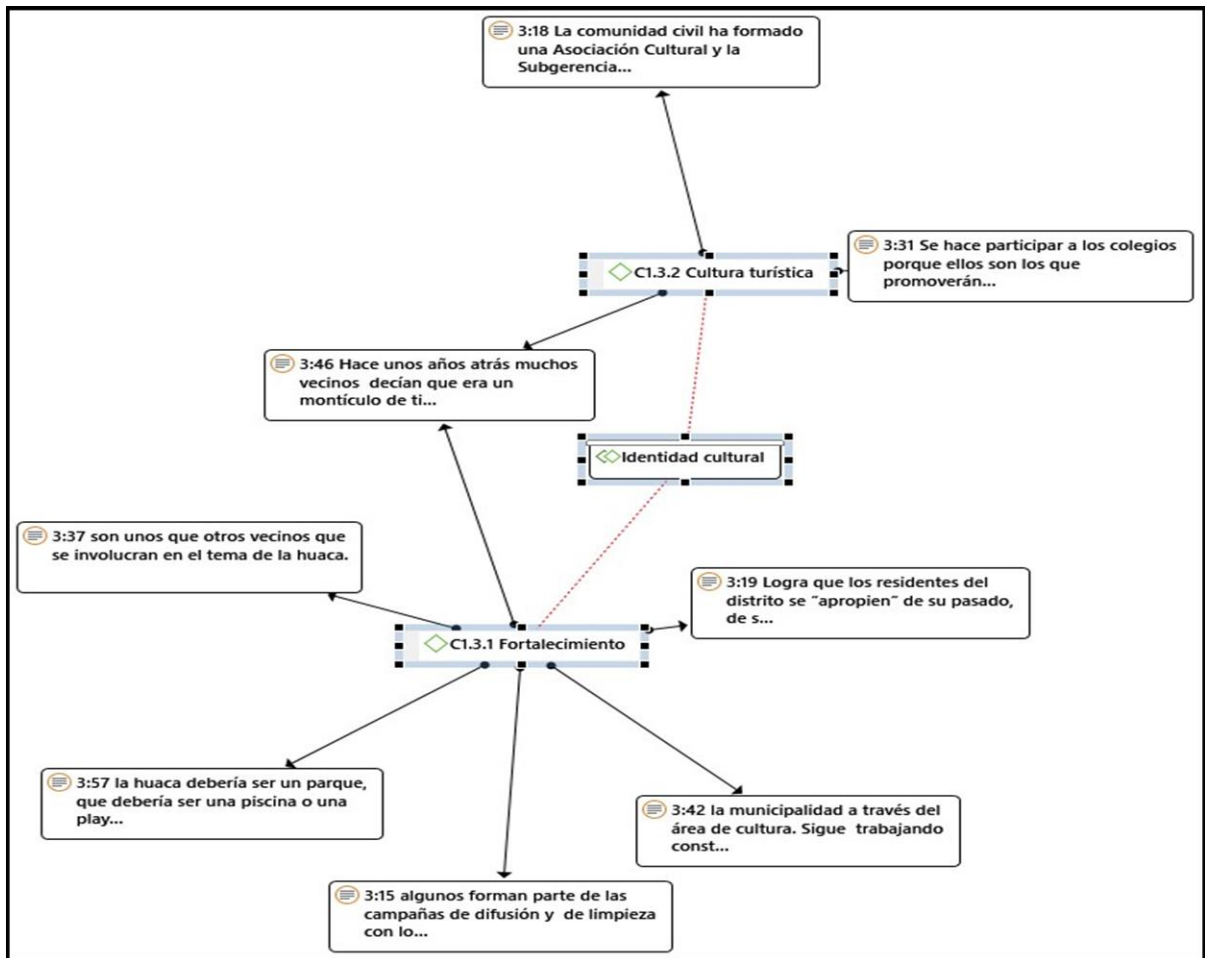 3:18 La comunidad civil ha formado
una Asociación Cultural y la
Subgerencia...
3:31 Se hace participar a los colegios
porque ellos son los que
promoverán...
C1.3.2 Cultura turística
3:46 Hace unos años atrás muchos
vecinos decían que era un
montículo de ti...
Identidad cultural
3:37 son unos que otros vecinos que
se involucran en el tema de la huaca.
3:19 Logra que los residentes del
distrito se “apropien” de su pasado,
de s...
C1.3.1 Fortalecimiento
3:57 la huaca debería ser un parque,
que debería ser una piscina o una
play...
3:42 la municipalidad a través del
área de cultura. Sigue trabajando
const...
3:15 algunos forman parte de las
campañas de difusión y de limpieza
con lo...